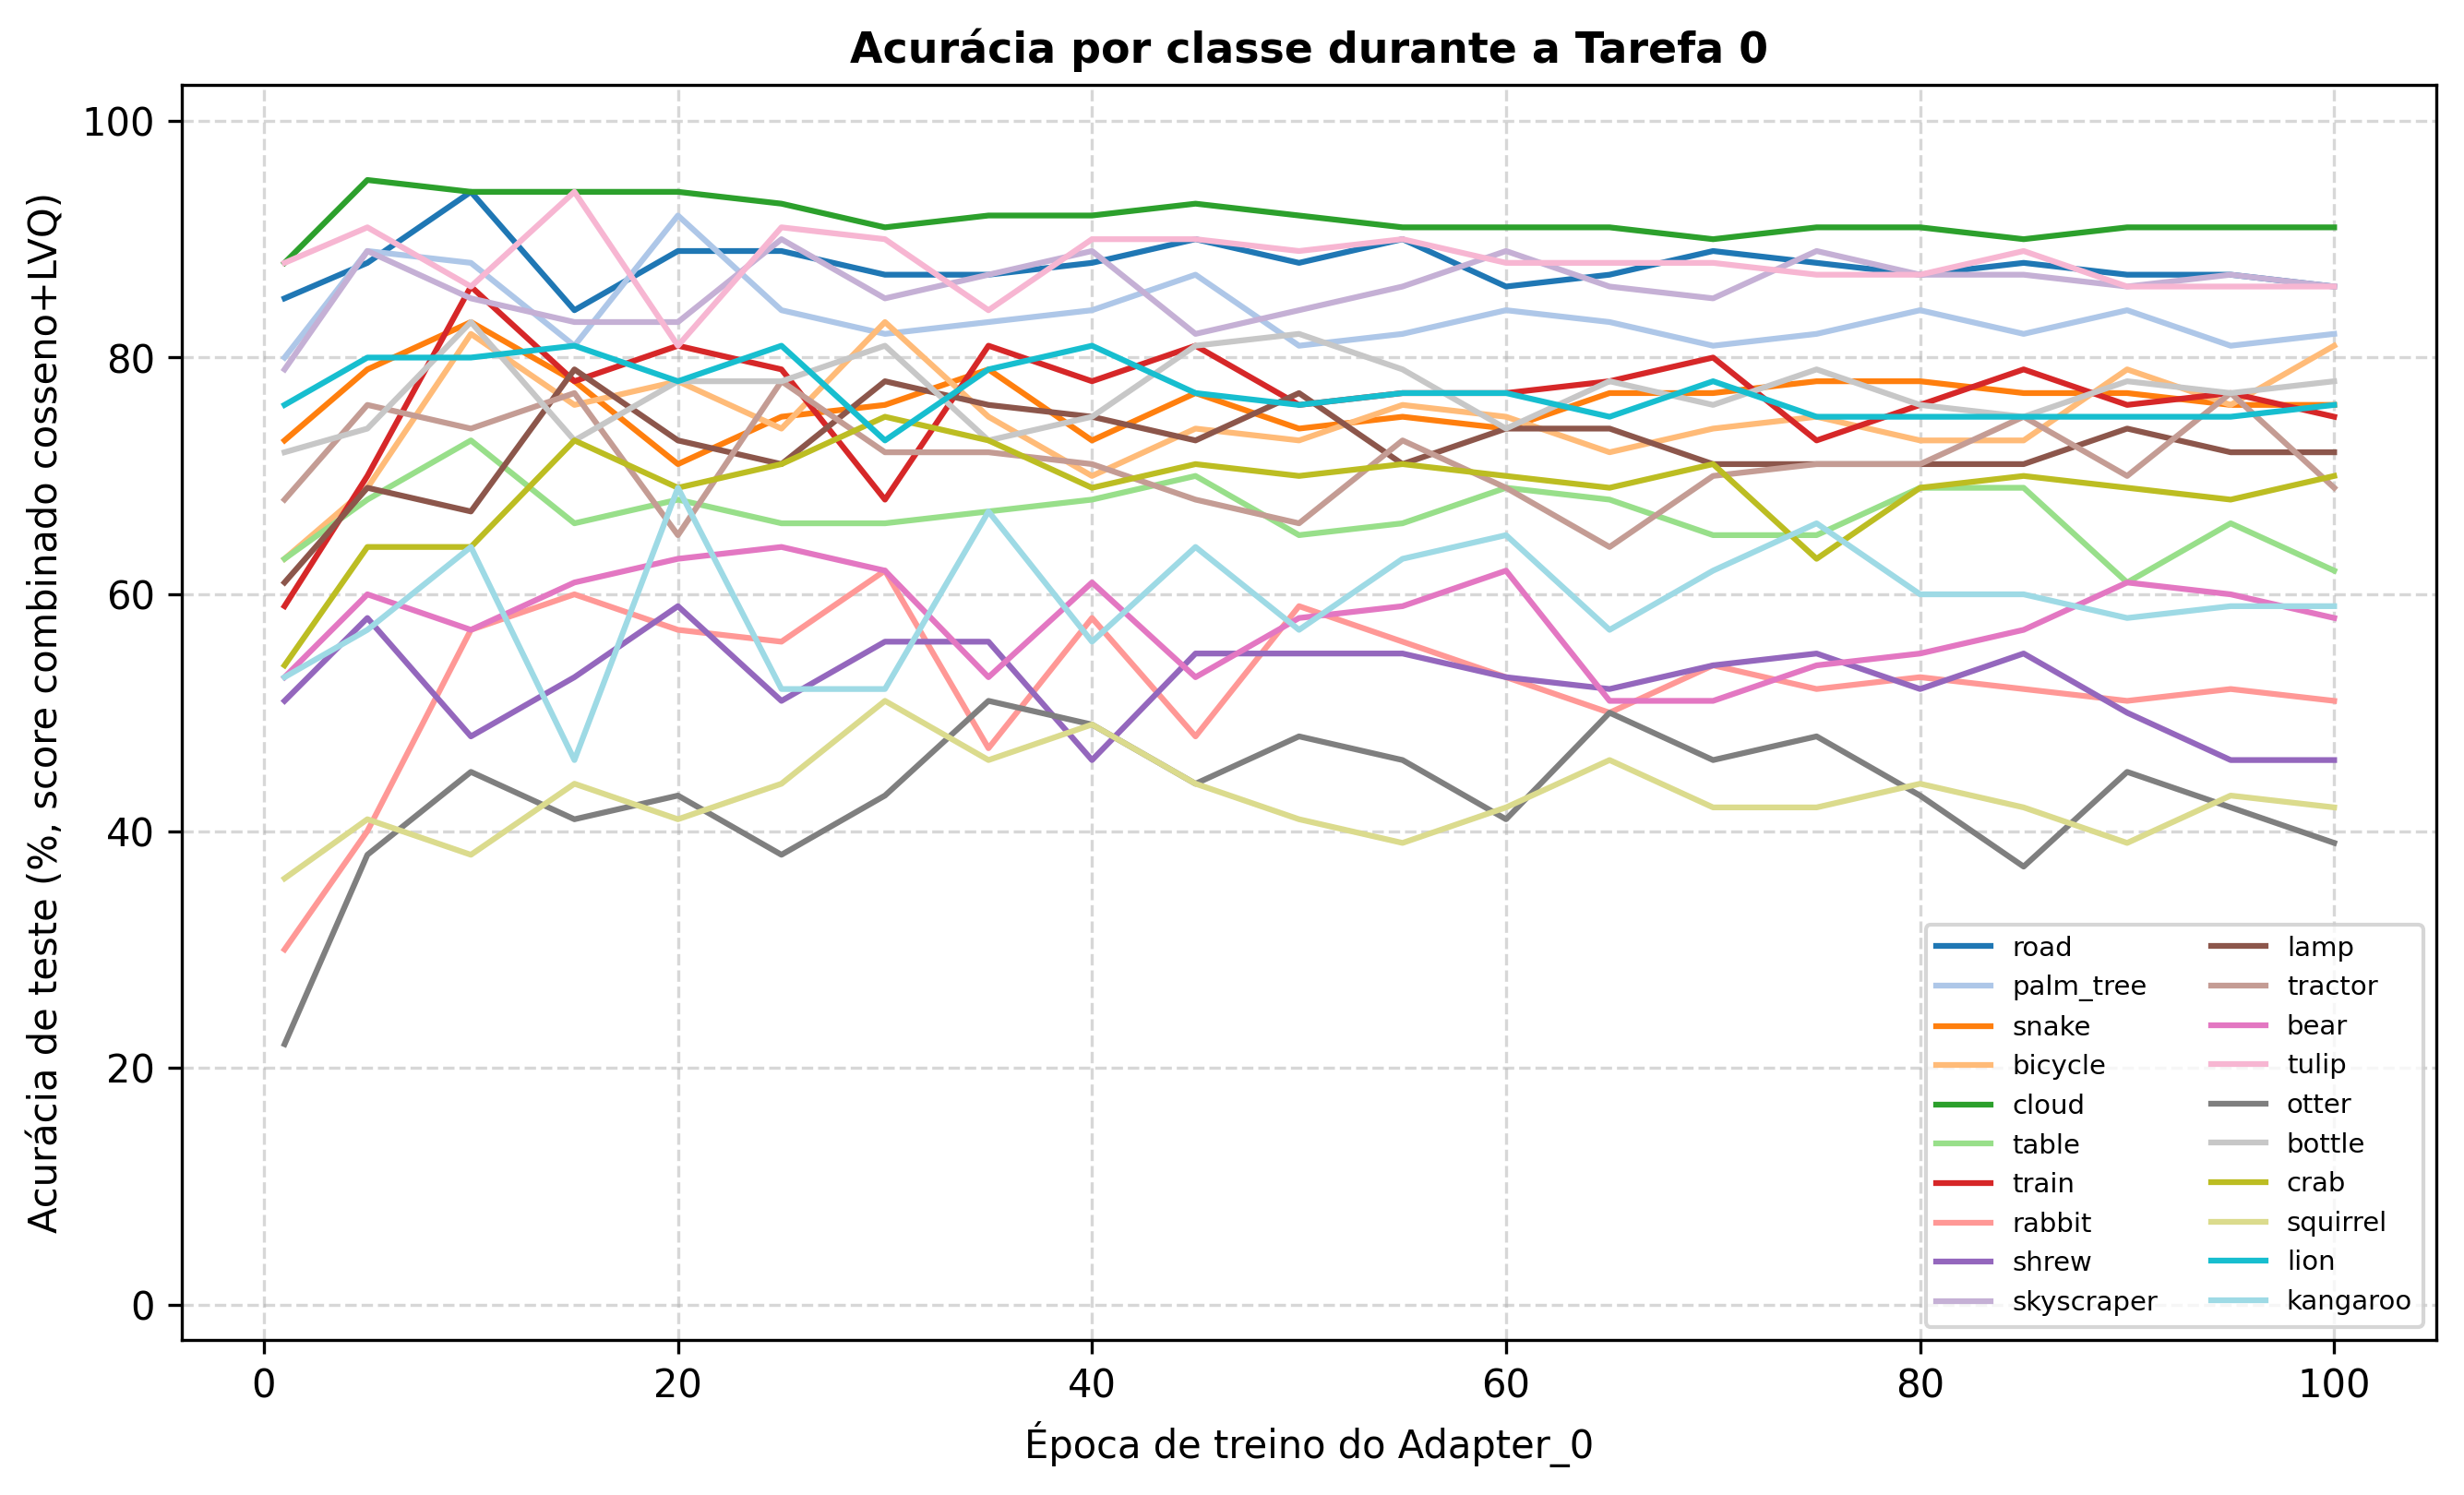 Acurácia por classe durante a Tarefa 0
Acurácia de teste (%, score combinado cosseno+LVQ)
100
80
60
40
20
0
0 20 40 60 80 100
Época de treino do Adapter_0
road
palm_tree
snake
bicycle
cloud
table
train
rabbit
shrew
skyscraper
lamp
tractor
bear
tulip
otter
bottle
crab
squirrel
lion
kangaroo